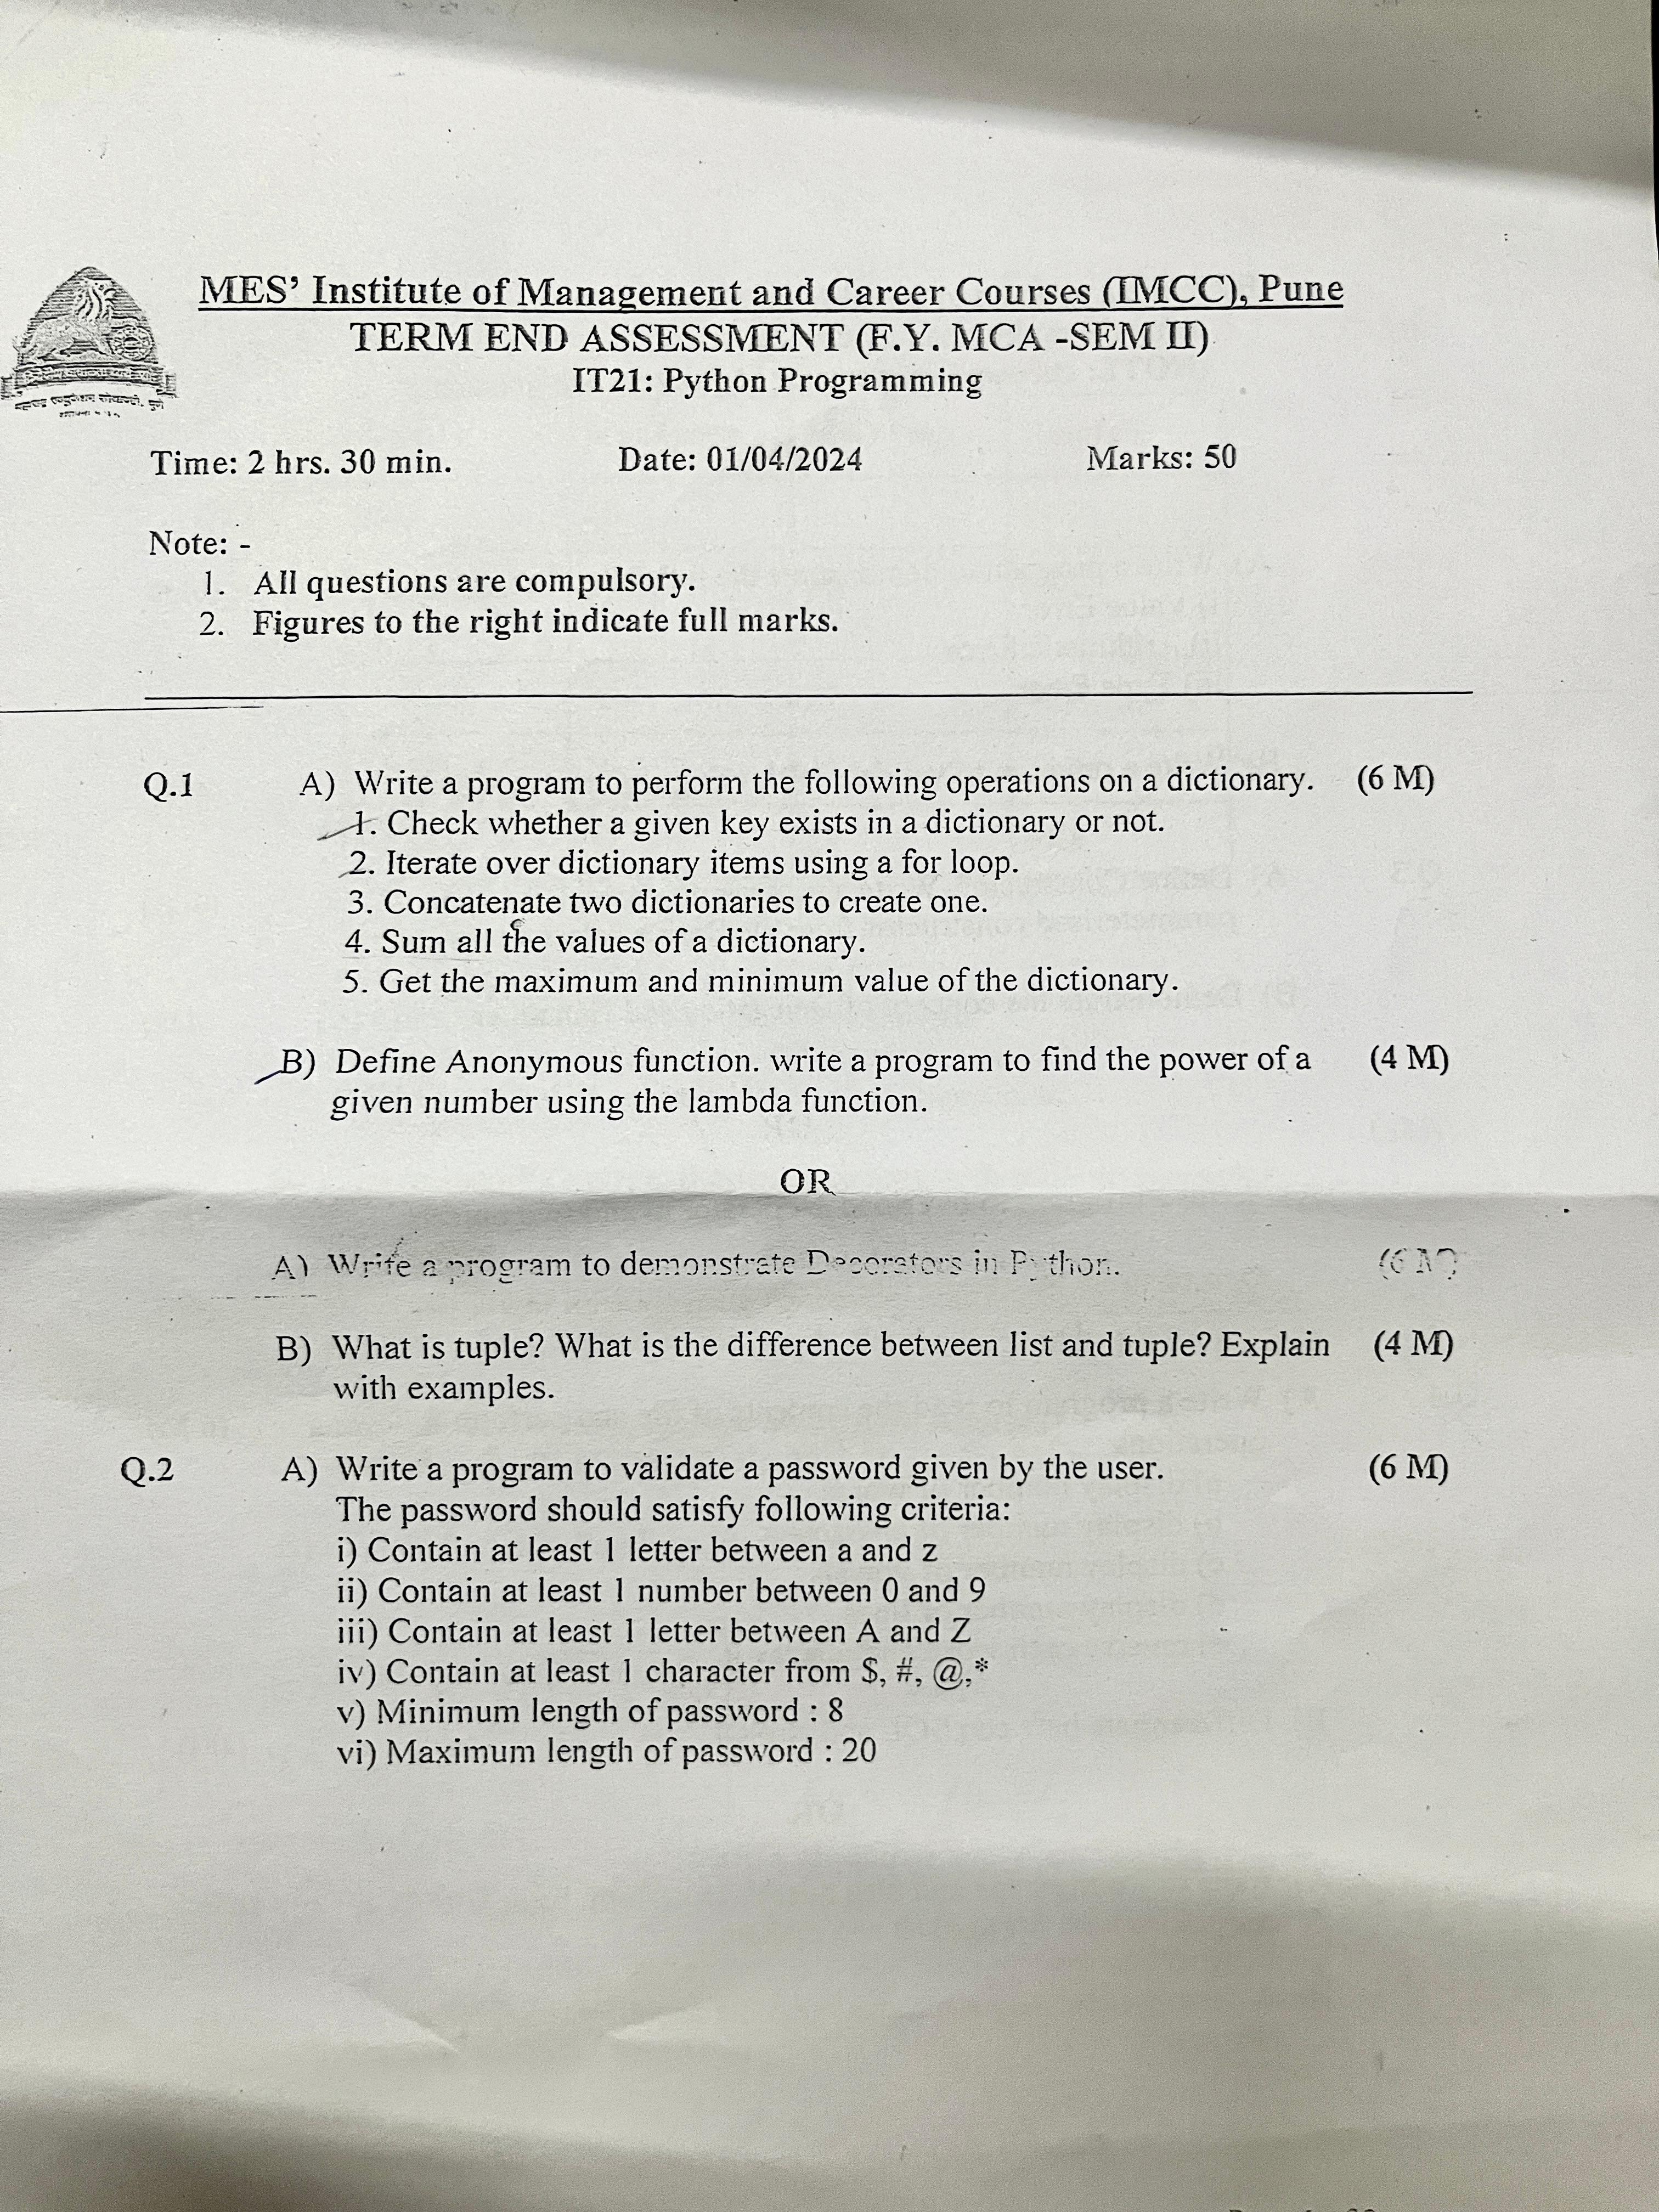 MES' Institute of Management and Career Courses (IMCC), Pune
TERM END ASSESSMENT (F.Y. MCA -SEM II)
IT21: Python Programming
Time: 2 hrs. 30 min. Date: 01/04/2024 Marks: 50
Note: -
1. All questions are compulsory.
2. Figures to the right indicate full marks.
Q.1 A) Write a program to perform the following operations on a dictionary. (6 M)
1. Check whether a given key exists in a dictionary or not.
2. Iterate over dictionary items using a for loop.
3. Concatenate two dictionaries to create one.
4. Sum all the values of a dictionary.
5. Get the maximum and minimum value of the dictionary.
B) Define Anonymous function. write a program to find the power of a (4 M)
given number using the lambda function.
OR
A) Write a program to demonstrate Decorators in Python. (6 M)
B) What is tuple? What is the difference between list and tuple? Explain (4 M)
with examples.
Q.2 A) Write a program to validate a password given by the user. (6 M)
The password should satisfy following criteria:
i) Contain at least 1 letter between a and z
ii) Contain at least 1 number between 0 and 9
iii) Contain at least 1 letter between A and Z
iv) Contain at least 1 character from $, #, @,*
v) Minimum length of password : 8
vi) Maximum length of password : 20